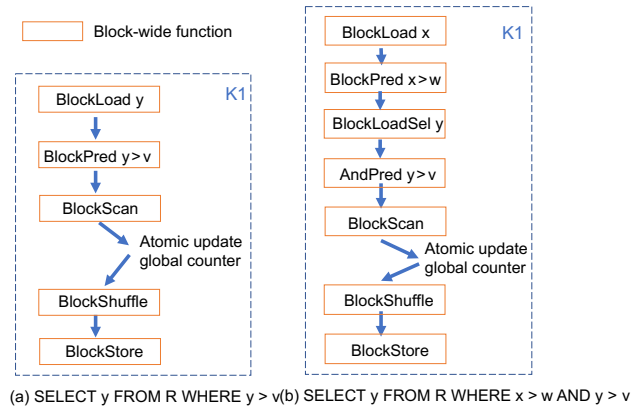 Block-wide function
K1
BlockLoad y
BlockPred y > v
BlockScan
Atomic update
global counter
BlockShuffle
BlockStore
(a) SELECT y FROM R WHERE y > v
K1
BlockLoad x
BlockPred x > w
BlockLoadSel y
AndPred y > v
BlockScan
Atomic update
global counter
BlockShuffle
BlockStore
(b) SELECT y FROM R WHERE x > w AND y > v